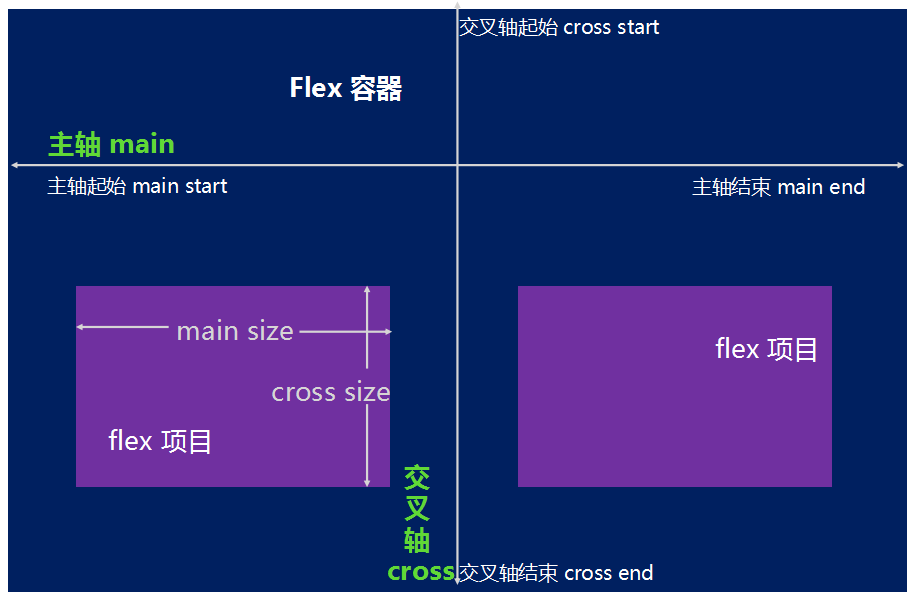 交叉轴起始 cross start
Flex 容器
主轴 main
主轴起始 main start
主轴结束 main end
main size
flex 项目
cross size
flex 项目
交
叉
轴
cross
交叉轴结束 cross end